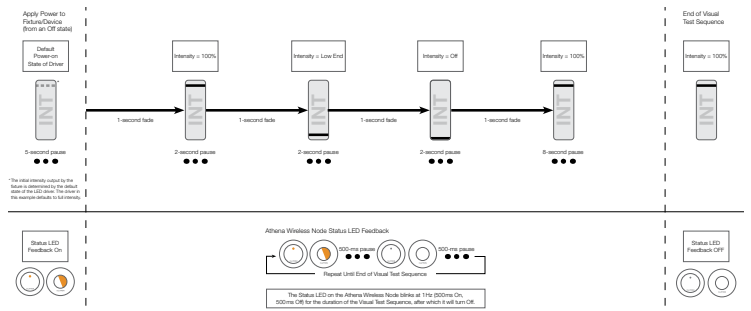 Apply Power to
Fixture/Device
(from an Off state)
End of Visual
Test Sequence
Default
Power-on
State of Driver
Intensity = 100%
Intensity = Low End
Intensity = Off
Intensity = 100%
Intensity = 100%
*
INT
INT
INT
INT
INT
INT
1-second fade
1-second fade
1-second fade
1-second fade
5-second pause
2-second pause
2-second pause
2-second pause
8-second pause
* The initial intensity output by the
fixture is determined by the default
state of the LED driver. The driver in
this example defaults to full intensity.
Status LED
Feedback On
Athena Wireless Node Status LED Feedback
500-ms pause
500-ms pause
Repeat Until End of Visual Test Sequence
The Status LED on the Athena Wireless Node blinks at 1Hz (500ms On,
500ms Off) for the duration of the Visual Test Sequence, after which it will turn Off.
Status LED
Feedback OFF